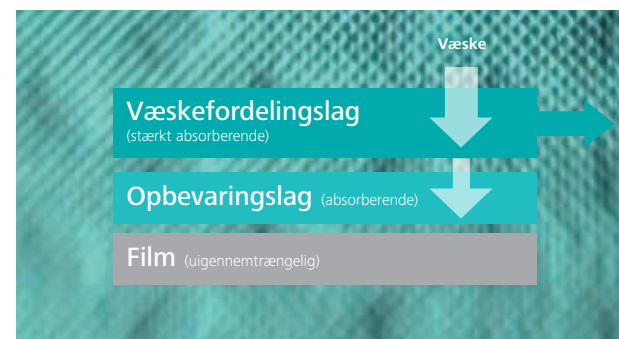 Væske
Væskefordelingslag
(stærkt absorberende)
Opbevaringslag (absorberende)
Film (uigennemtrængelig)